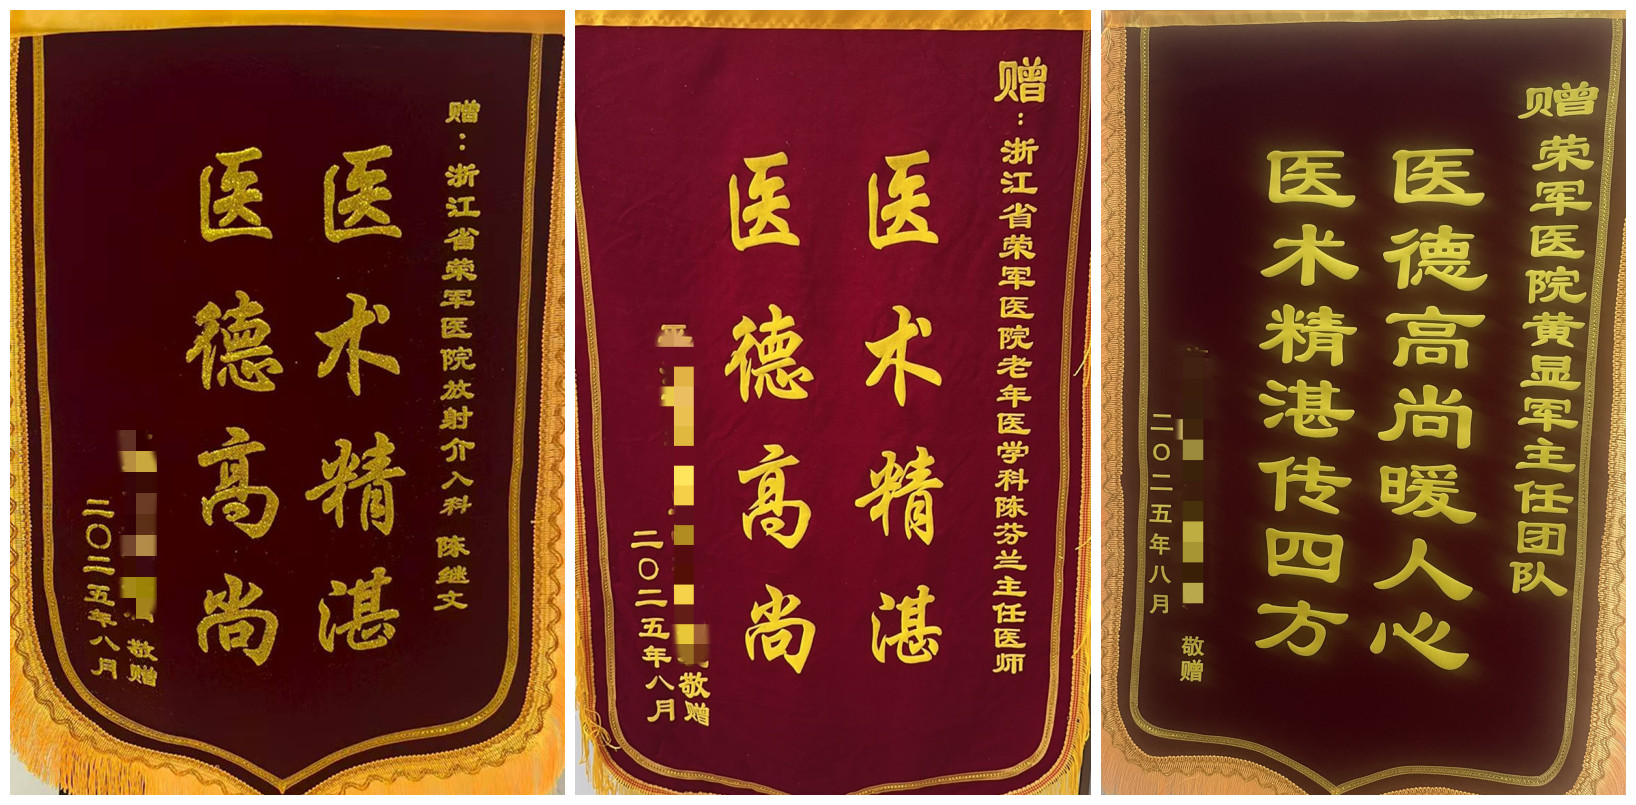 赠：浙江省荣军医院放射介入科 陈继文
医术精湛
医德高尚
敬赠
二〇二五年八月
赠：浙江省荣军医院老年医学科陈芬兰主任医师
医术精湛
医德高尚
敬赠
二〇二五年八月
赠荣军医院黄显军主任团队
医德高尚暖人心
医术精湛传四方
敬赠
二〇二五年八月